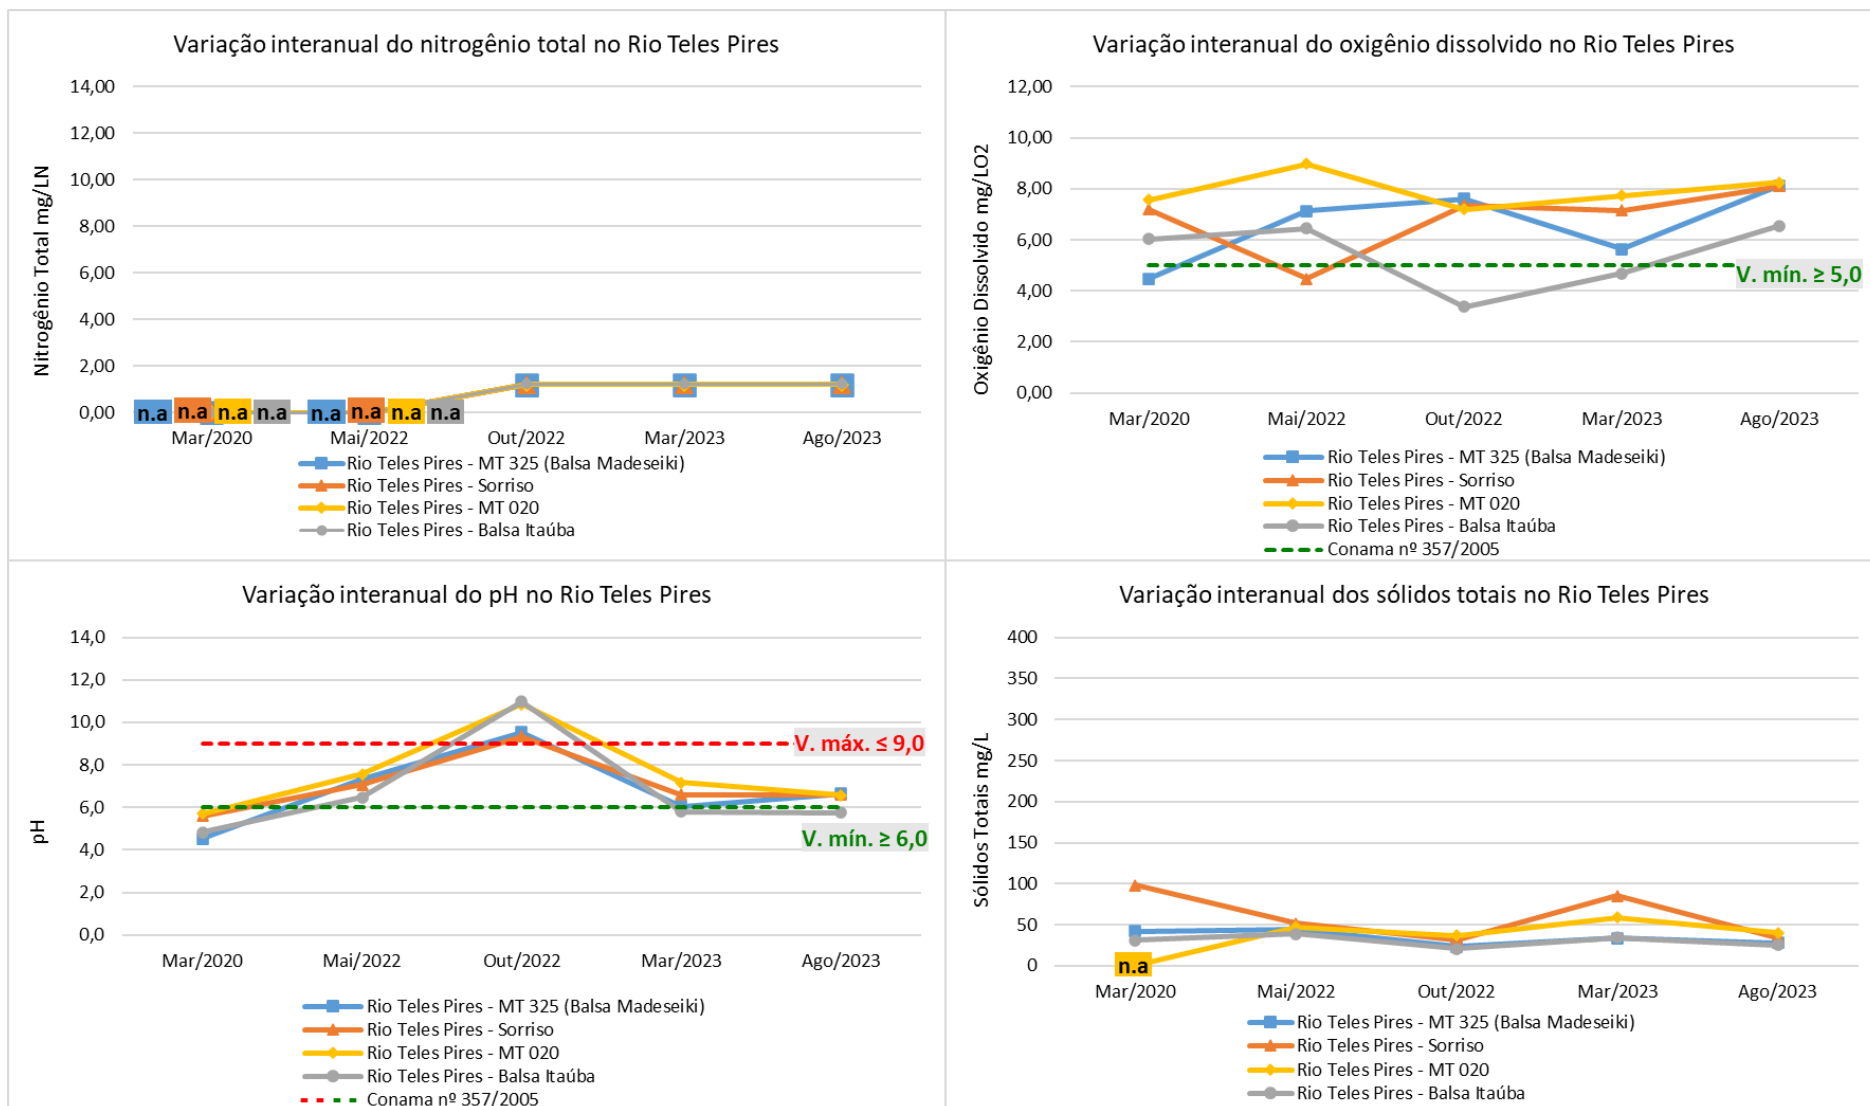 Variação interanual do nitrogênio total no Rio Teles Pires
14,00
12,00
10,00
8,00
6,00
4,00
2,00
0,00
Nitrogênio Total mg/LN
n.a n.a n.a n.a n.a n.a n.a n.a
Mar/2020 Mai/2022 Out/2022 Mar/2023 Ago/2023
Rio Teles Pires - MT 325 (Balsa Madeseiki)
Rio Teles Pires - Sorriso
Rio Teles Pires - MT 020
Rio Teles Pires - Balsa Itaúba
Variação interanual do oxigênio dissolvido no Rio Teles Pires
12,00
10,00
8,00
6,00
4,00
2,00
0,00
Oxigênio Dissolvido mg/LO2
V. mín. ≥ 5,0
Mar/2020 Mai/2022 Out/2022 Mar/2023 Ago/2023
Rio Teles Pires - MT 325 (Balsa Madeseiki)
Rio Teles Pires - Sorriso
Rio Teles Pires - MT 020
Rio Teles Pires - Balsa Itaúba
Conama nº 357/2005
Variação interanual do pH no Rio Teles Pires
14,0
12,0
10,0
8,0
6,0
4,0
2,0
0,0
pH
V. máx. ≤ 9,0
V. mín. ≥ 6,0
Mar/2020 Mai/2022 Out/2022 Mar/2023 Ago/2023
Rio Teles Pires - MT 325 (Balsa Madeseiki)
Rio Teles Pires - Sorriso
Rio Teles Pires - MT 020
Rio Teles Pires - Balsa Itaúba
Conama nº 357/2005
Variação interanual dos sólidos totais no Rio Teles Pires
400
350
300
250
200
150
100
50
0
Sólidos Totais mg/L
n.a
Mar/2020 Mai/2022 Out/2022 Mar/2023 Ago/2023
Rio Teles Pires - MT 325 (Balsa Madeseiki)
Rio Teles Pires - Sorriso
Rio Teles Pires - MT 020
Rio Teles Pires - Balsa Itaúba